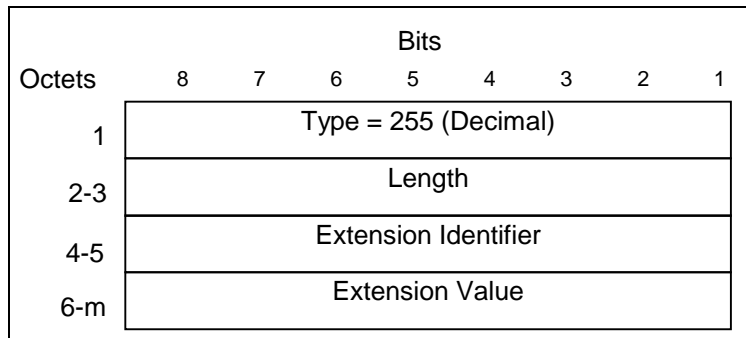 Bits
Octets 8 7 6 5 4 3 2 1
1 Type = 255 (Decimal)
2-3 Length
4-5 Extension Identifier
6-m Extension Value